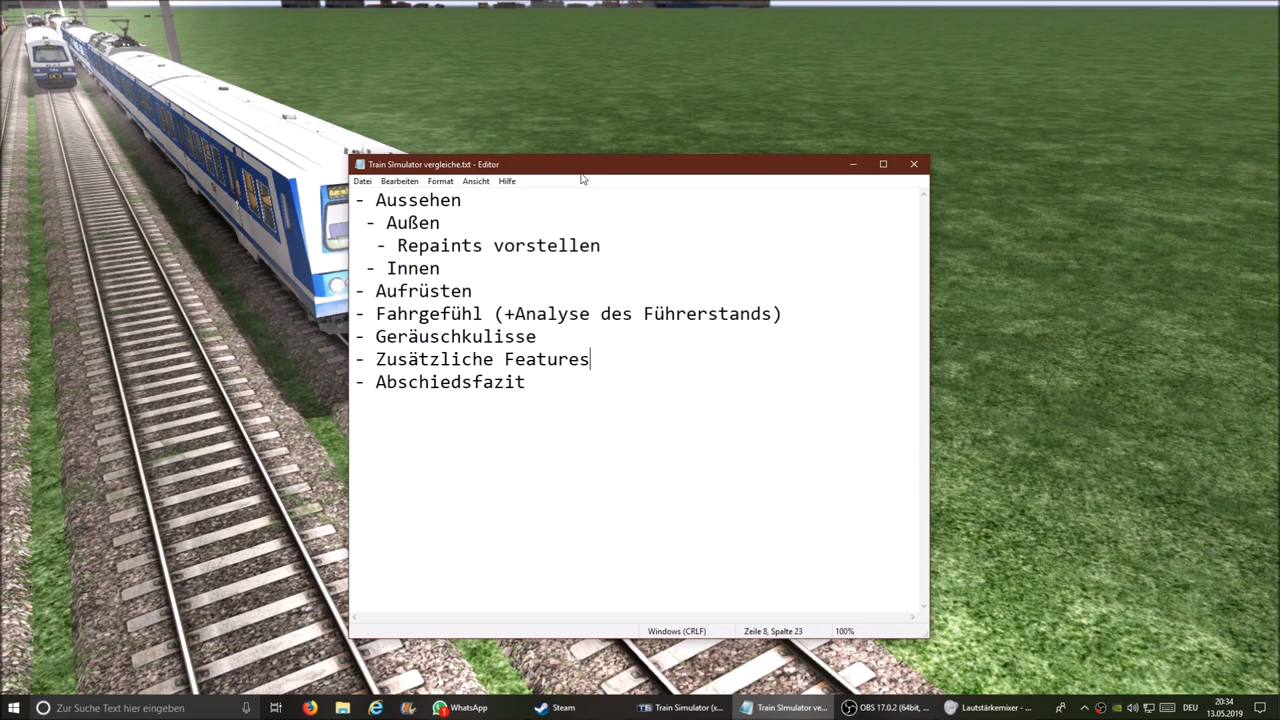 Train SImulator vergleiche.txt - Editor
Datei Bearbeiten Format Ansicht Hilfe
- Aussehen
- Außen
- Repaints vorstellen
- Innen
- Aufrüsten
- Fahrgefühl (+Analyse des Führerstands)
- Geräuschkulisse
- Zusätzliche Features
- Abschiedsfazit
Windows (CRLF) Zeile 8, Spalte 23 100%
Zur Suche Text hier eingeben
1 WhatsApp
Steam
TS Train Simulator (x...
Train SImulator ve...
OBS 17.0.2 (64bit, ...
Lautstärkemixer - ...
DEU
20:34
13.05.2019